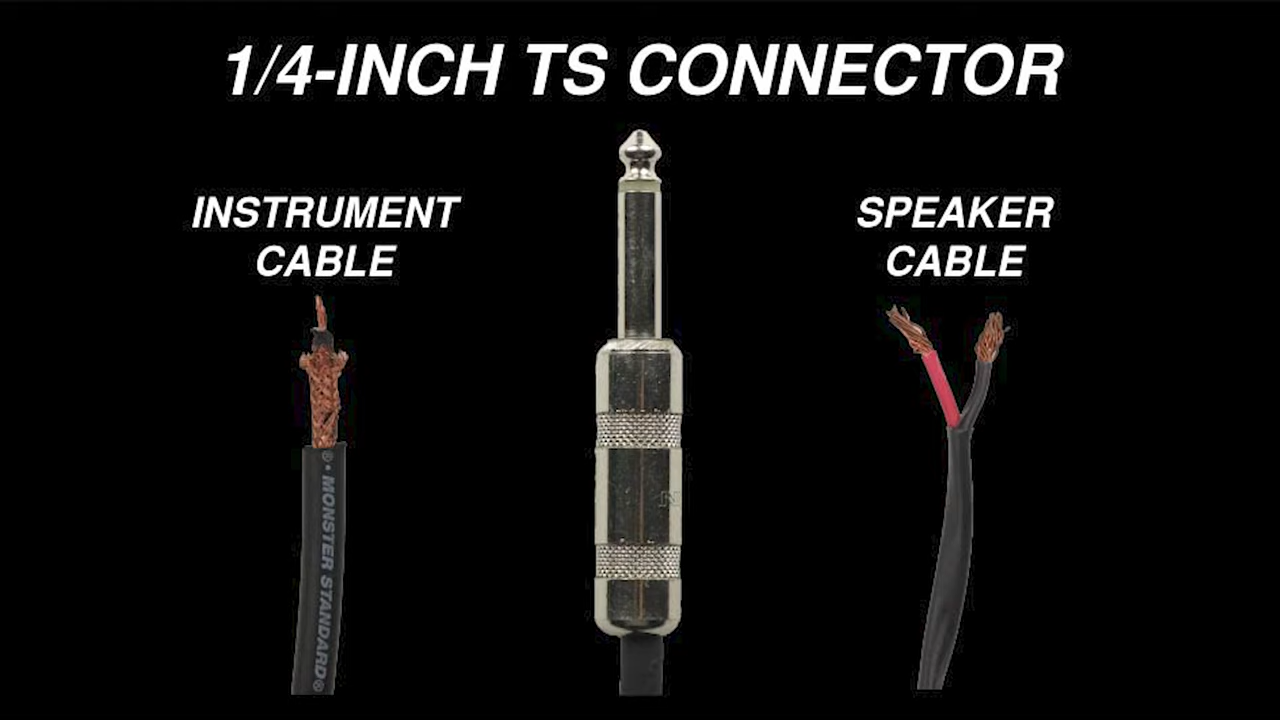 1/4-INCH TS CONNECTOR
INSTRUMENT
CABLE
SPEAKER
CABLE
®• MONSTER STANDARD®